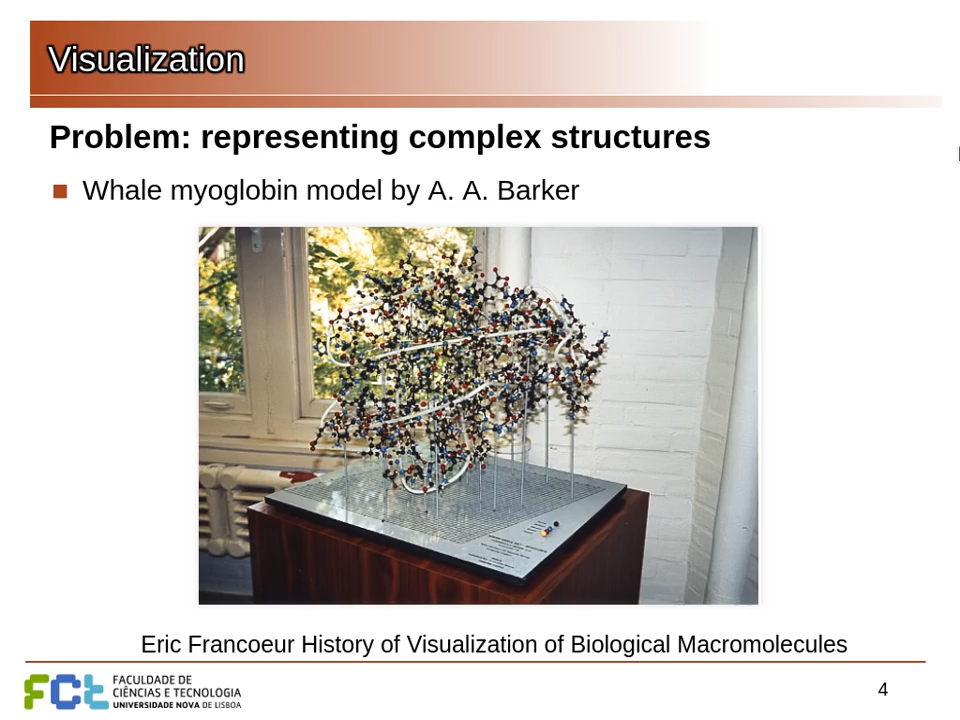 Visualization
Problem: representing complex structures
Whale myoglobin model by A. A. Barker
Eric Francoeur History of Visualization of Biological Macromolecules
FCT FACULDADE DE
CIÊNCIAS E TECNOLOGIA
UNIVERSIDADE NOVA DE LISBOA
4